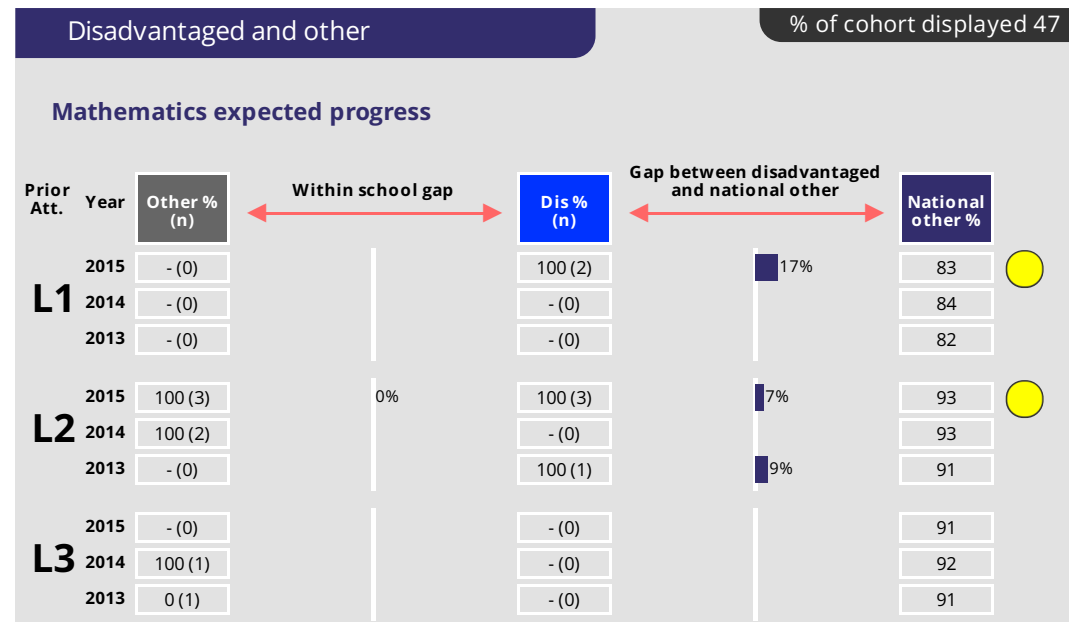 Disadvantaged and other
% of cohort displayed 47
Mathematics expected progress
Prior Att. Year Other % (n) Within school gap Dis % (n) Gap between disadvantaged and national other National other %
L1
2015 - (0) 100 (2) 17% 83
2014 - (0) - (0) 84
2013 - (0) - (0) 82
L2
2015 100 (3) 0% 100 (3) 7% 93
2014 100 (2) - (0) 93
2013 - (0) 100 (1) 9% 91
L3
2015 - (0) - (0) 91
2014 100 (1) - (0) 92
2013 0 (1) - (0) 91